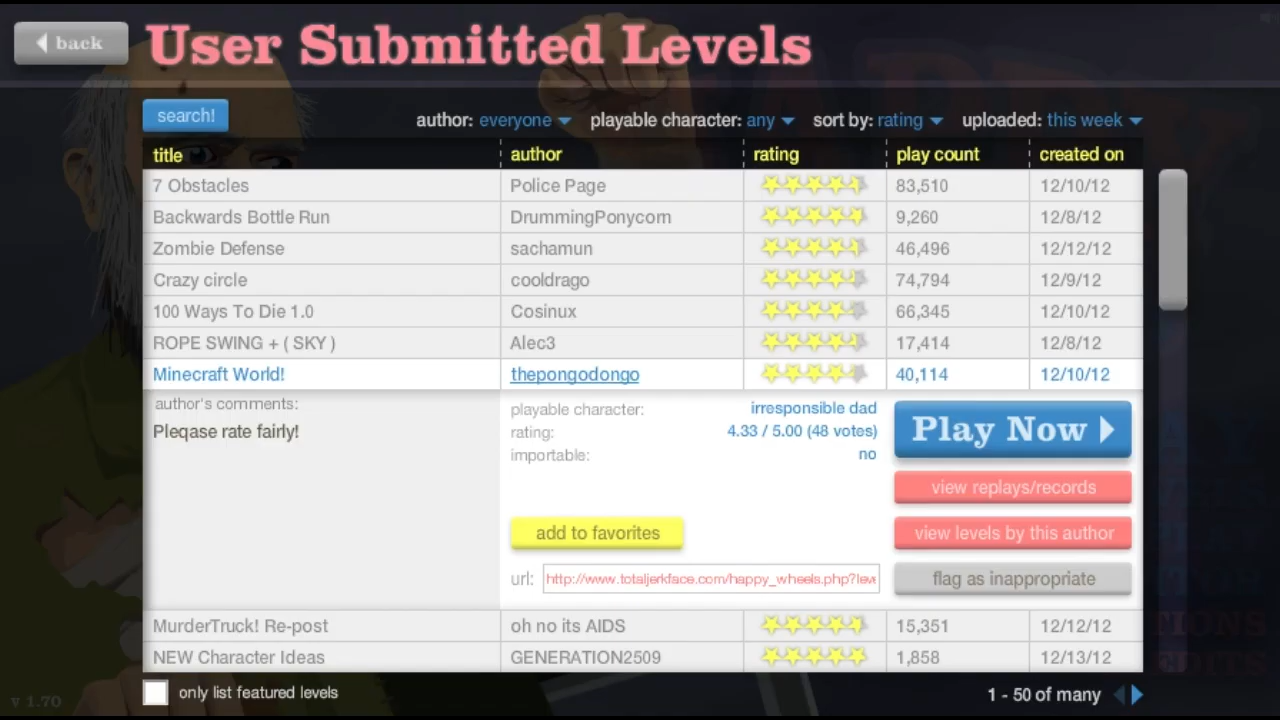 back
User Submitted Levels
search!
author: everyone playable character: any sort by: rating uploaded: this week
title author rating play count created on
7 Obstacles Police Page 83,510 12/10/12
Backwards Bottle Run DrummingPonycorn 9,260 12/8/12
Zombie Defense sachamun 46,496 12/12/12
Crazy circle cooldrago 74,794 12/9/12
100 Ways To Die 1.0 Cosinux 66,345 12/10/12
ROPE SWING + ( SKY ) Alec3 17,414 12/8/12
Minecraft World! thepongodongo 40,114 12/10/12
author's comments:
Pleqase rate fairly!
playable character: irresponsible dad
rating: 4.33 / 5.00 (48 votes)
importable: no
Play Now
view replays/records
add to favorites
view levels by this author
url: http://www.totaljerkface.com/happy_wheels.php?leve
flag as inappropriate
MurderTruck! Re-post oh no its AIDS 15,351 12/12/12
NEW Character Ideas GENERATION2509 1,858 12/13/12
only list featured levels
1 - 50 of many
v 1.70